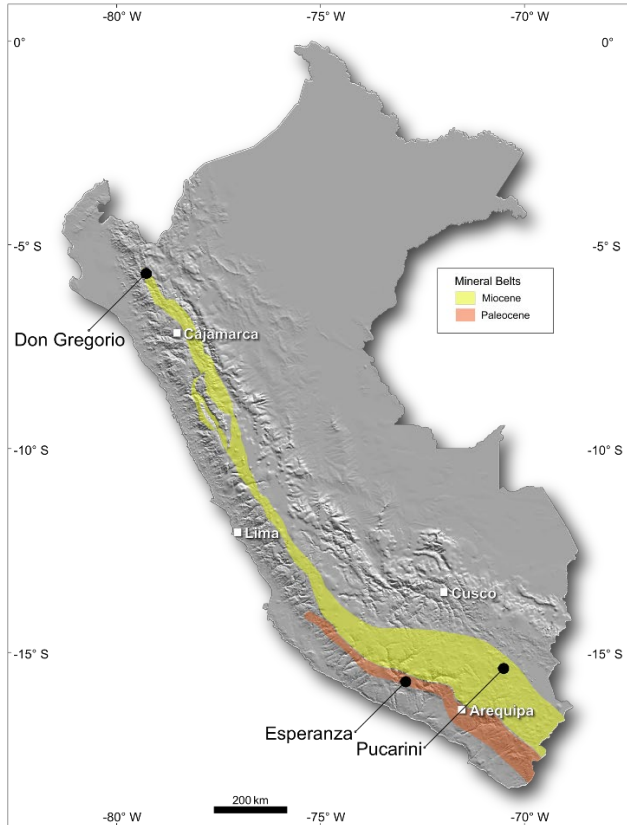 -80° W -75° W -70° W
0° 0°
-5° S -5° S
Mineral Belts
Miocene
Paleocene
Don Gregorio
Cajamarca
-10° S -10° S
Lima
Cusco
-15° S -15° S
Arequipa
Esperanza
Pucarini
200 km
-80° W -75° W -70° W